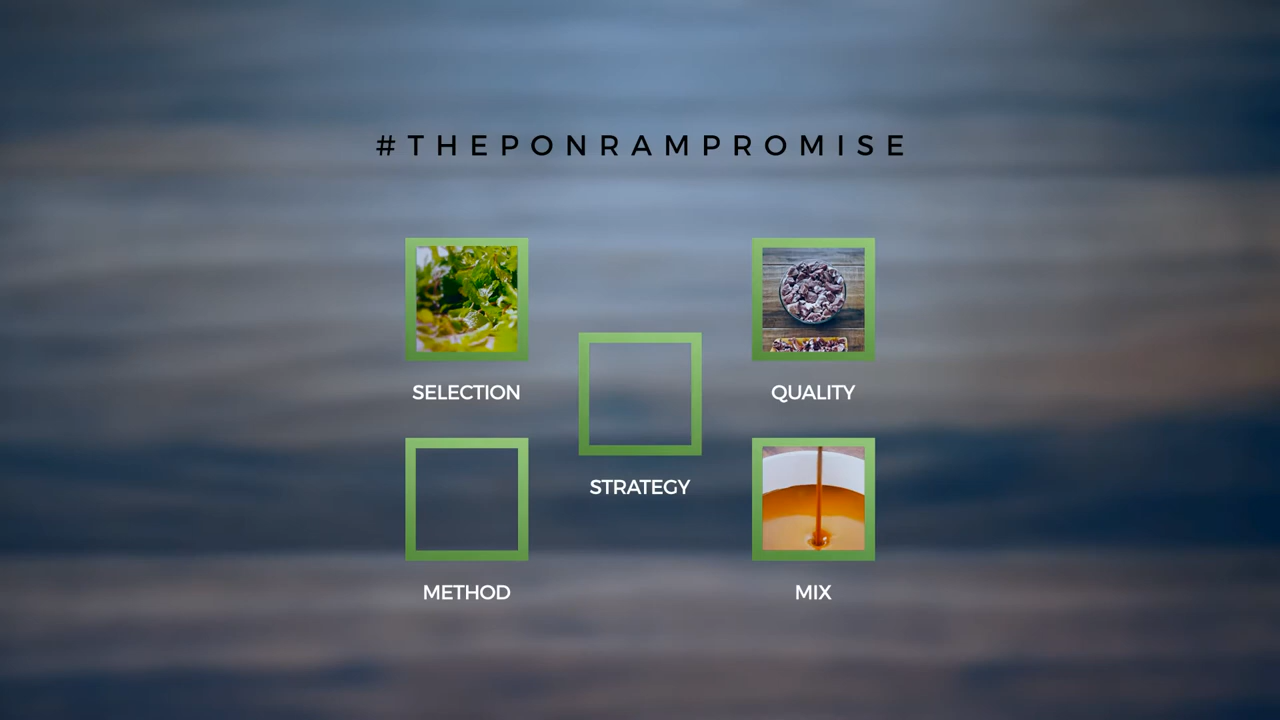 #THEPONRAMPROMISE
SELECTION
QUALITY
STRATEGY
METHOD
MIX